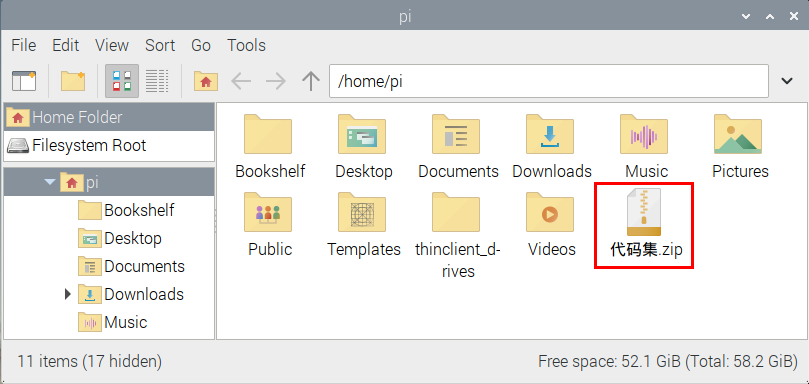 pi
File Edit View Sort Go Tools
/home/pi
Home Folder
Filesystem Root
pi
Bookshelf
Desktop
Documents
Downloads
Music
Bookshelf Desktop Documents Downloads Music Pictures
Public Templates thinclient_d-
rives Videos 代码集.zip
11 items (17 hidden) Free space: 52.1 GiB (Total: 58.2 GiB)